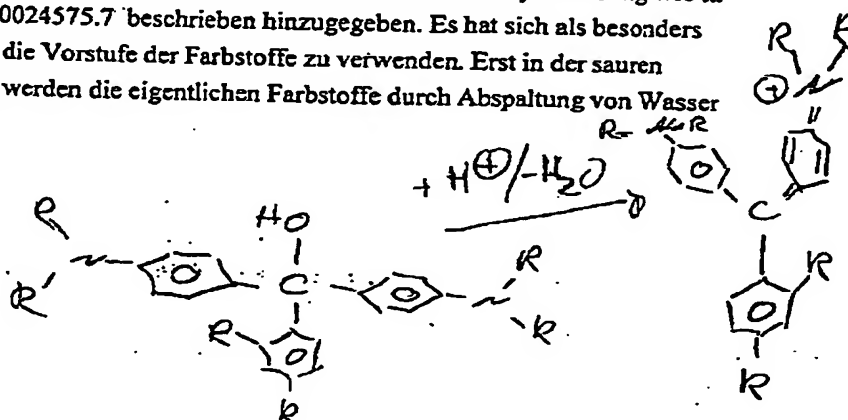 0024575.7 beschrieben hinzugegeben. Es hat sich als besonders
die Vorstufe der Farbstoffe zu verwenden. Erst in der sauren
werden die eigentlichen Farbstoffe durch Abspaltung von Wasser
R R
⊕ N
R- N R
+ H⊕/-H₂O
C
R HO
N C N R
R' R
R R
R R